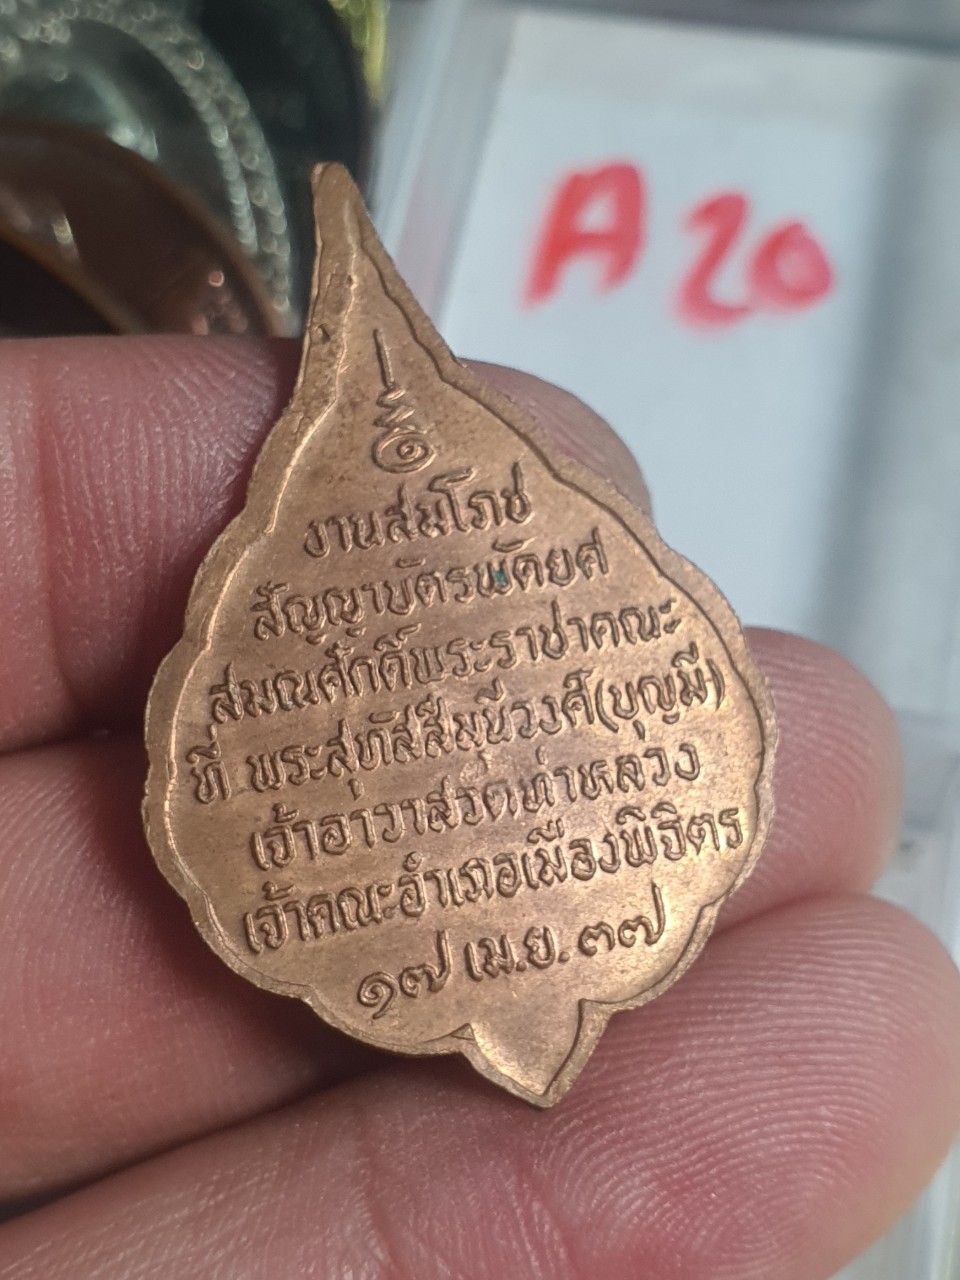 A 20
งานสมโภช
สัญญาบัตรพัดยศ
สมณศักดิ์พระราชาคณะ
ที่ พระสุทัสสีมุนีวงศ์(บุญมี)
เจ้าอาวาสวัดท่าหลวง
เจ้าคณะอำเภอเมืองพิจิตร
๑๗ เม.ย. ๓๗